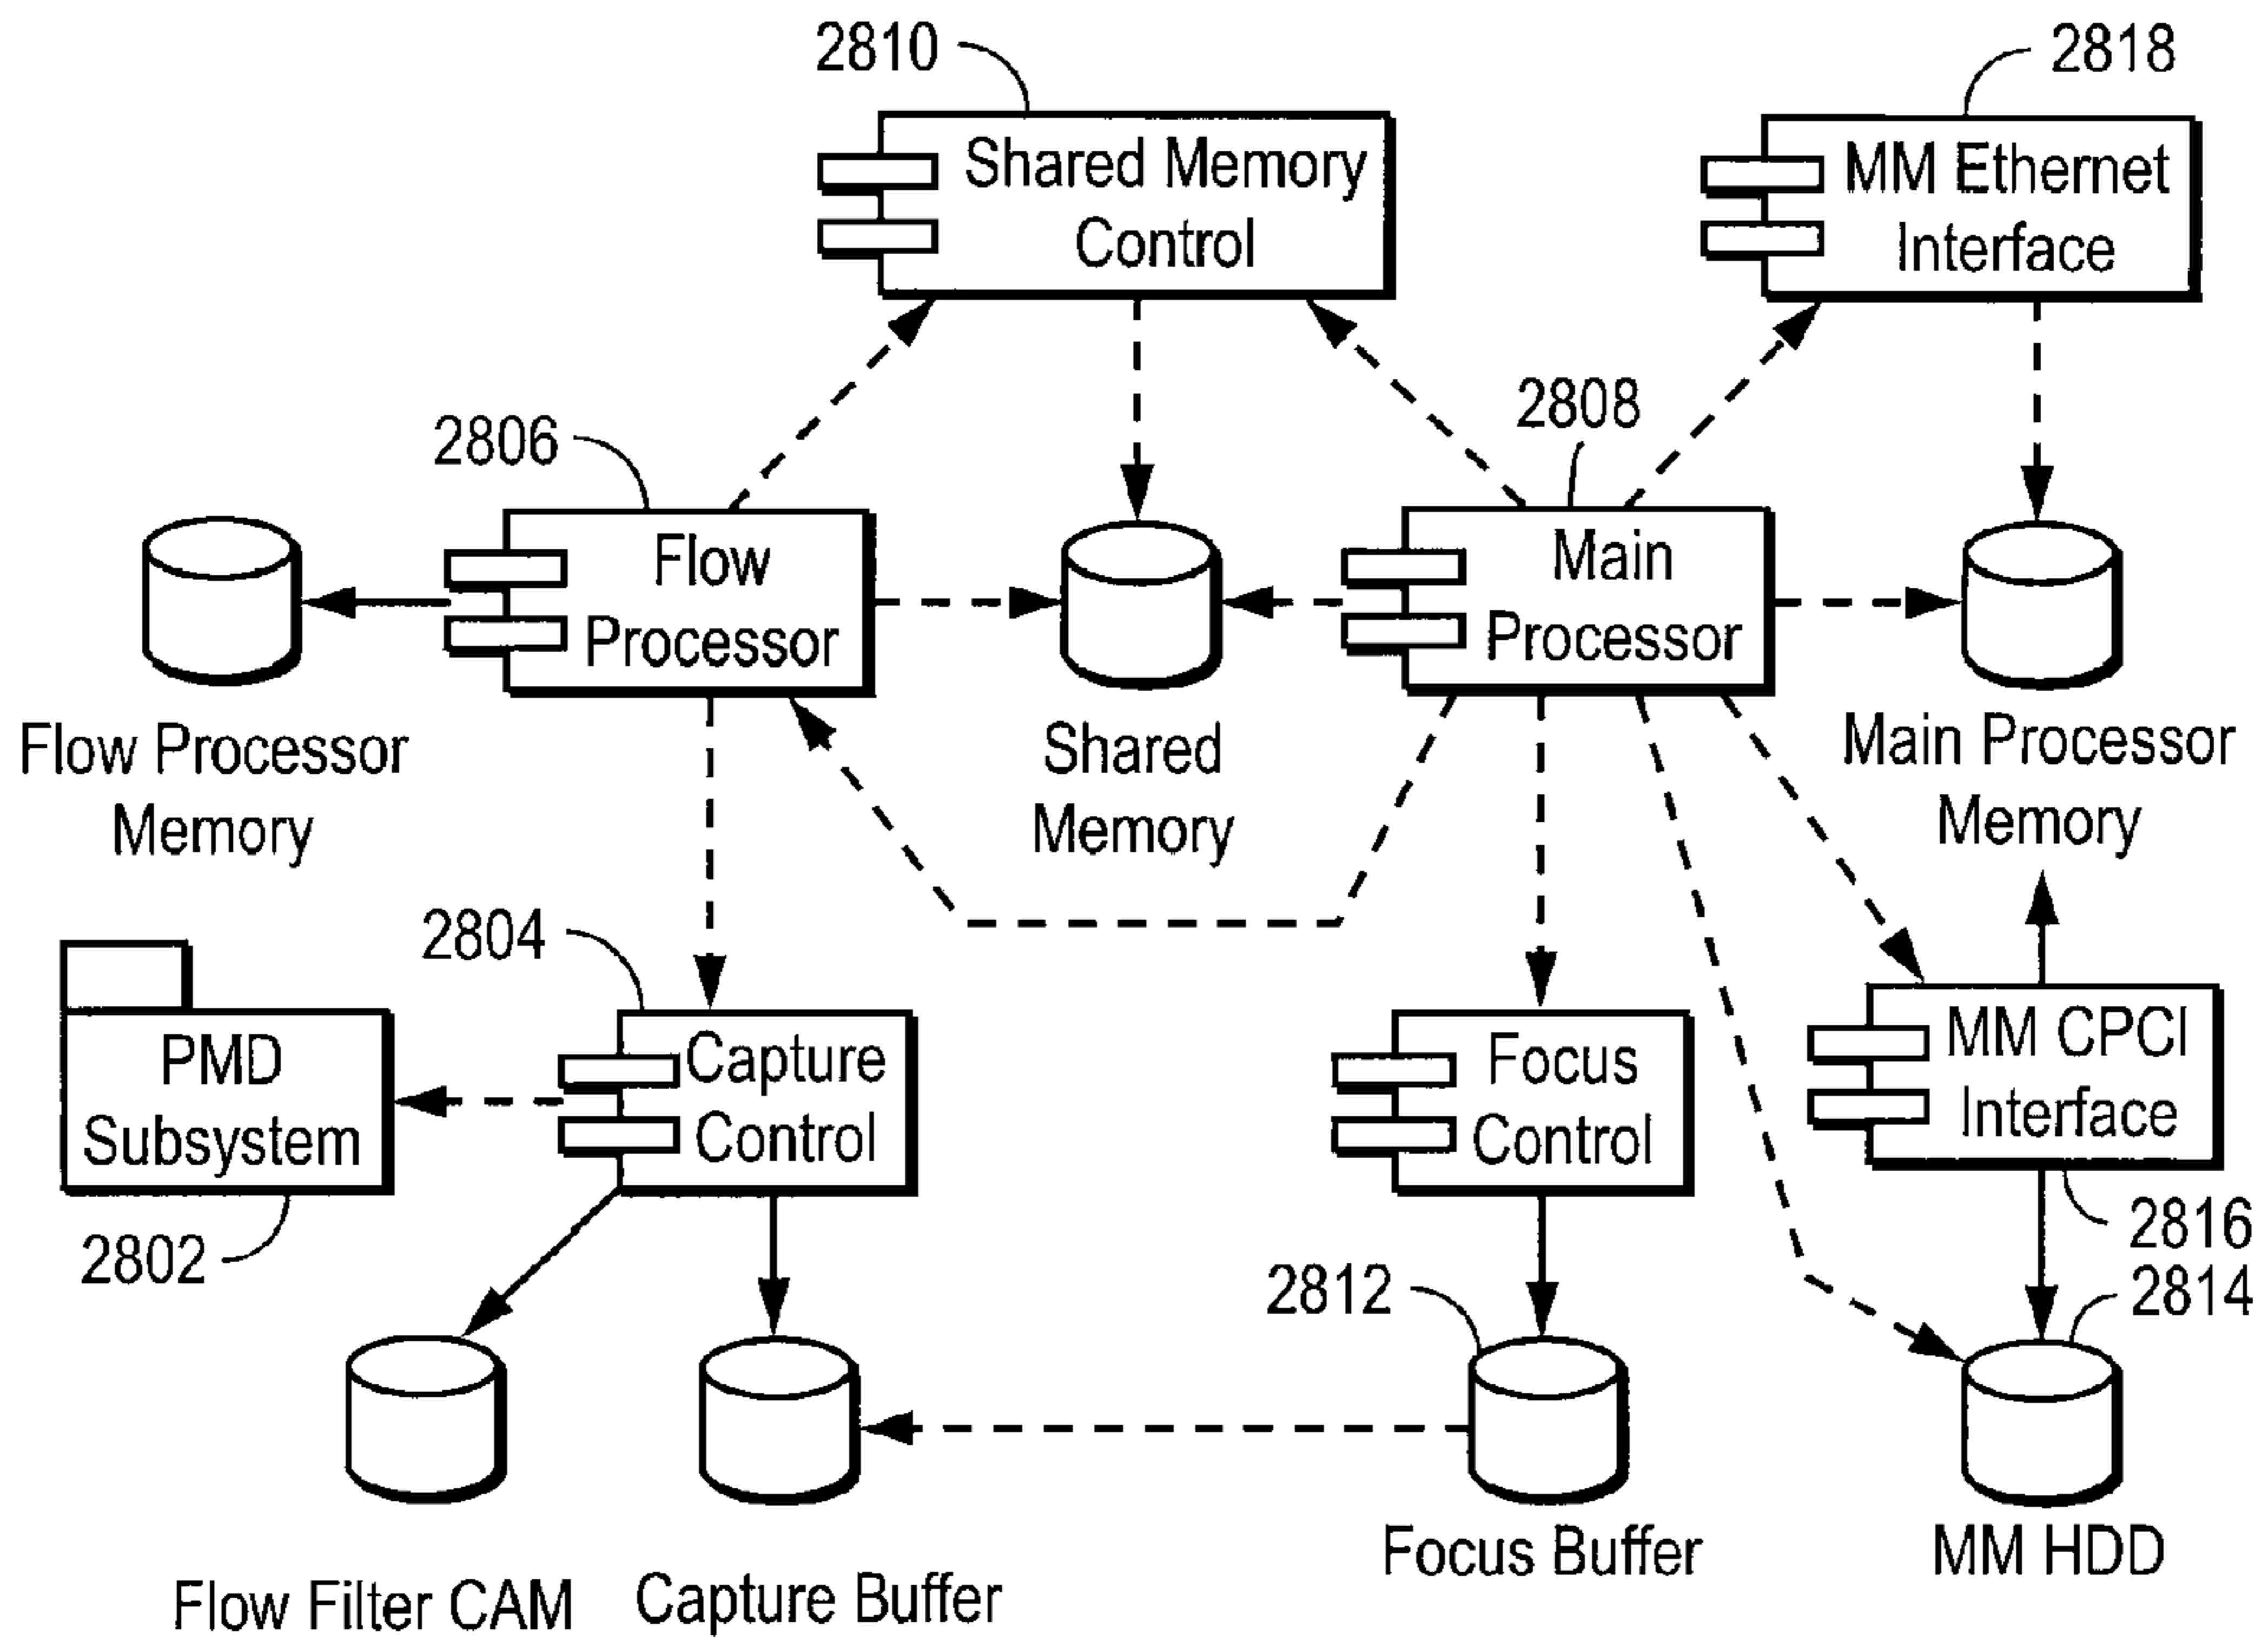 2810
2818
Shared Memory
Control
MM Ethernet
Interface
2806
2808
Flow
Processor
Main
Processor
Flow Processor
Memory
Shared
Memory
Main Processor
Memory
2804
PMD
Subsystem
Capture
Control
Focus
Control
MM CPCI
Interface
2802
2812
2816
2814
Flow Filter CAM
Capture Buffer
Focus Buffer
MM HDD